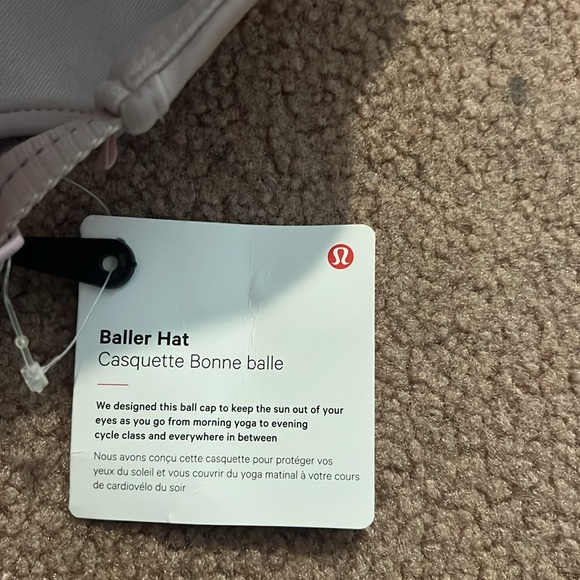 Baller Hat
Casquette Bonne balle
We designed this ball cap to keep the sun out of your
eyes as you go from morning yoga to evening
cycle class and everywhere in between
Nous avons conçu cette casquette pour protéger vos
yeux du soleil et vous couvrir du yoga matinal à votre cours
de cardiovélo du soir